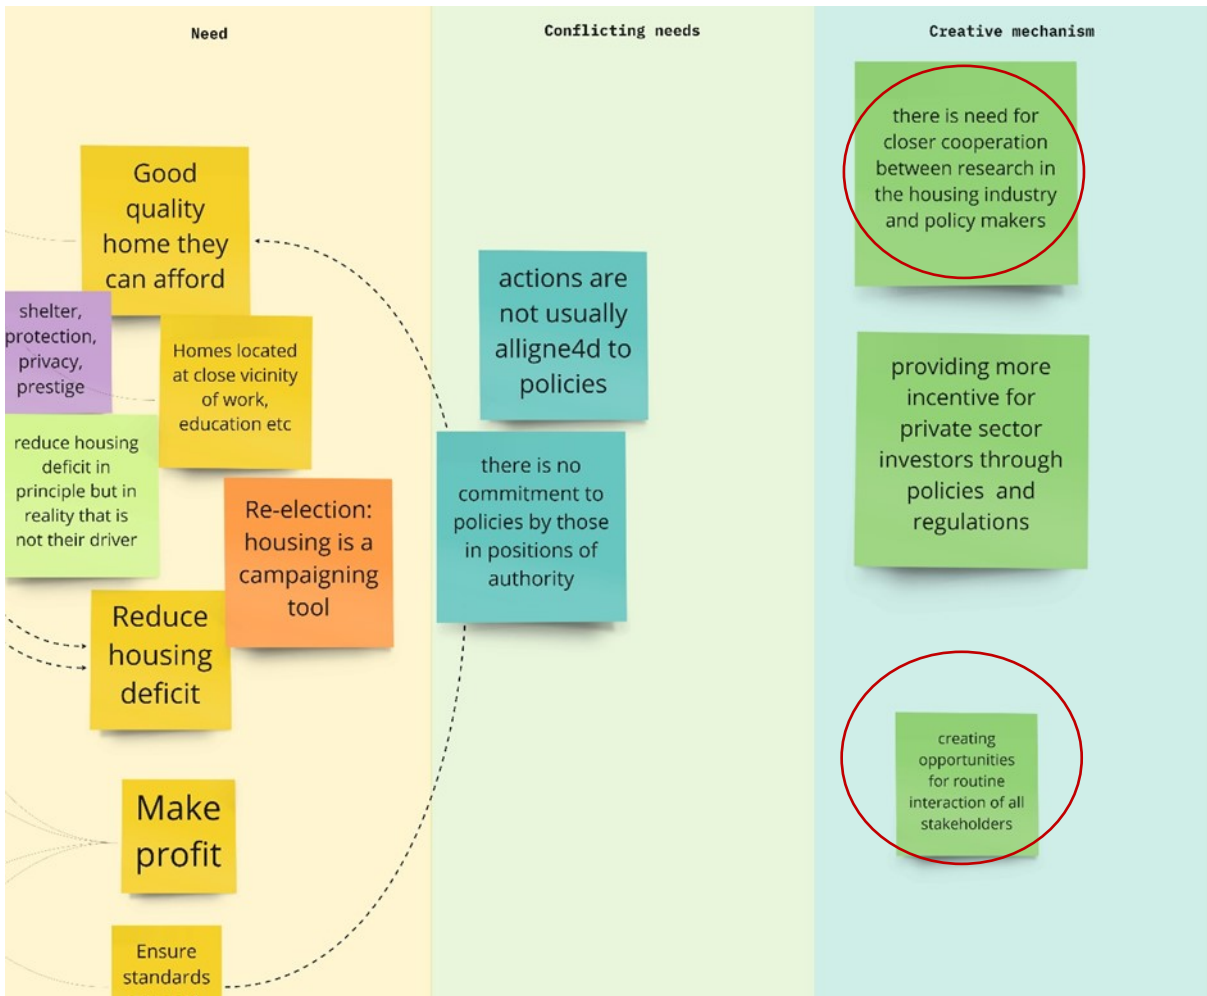 Need
Conflicting needs
Creative mechanism
Good
quality
home they
can afford
shelter,
protection,
privacy,
prestige
Homes located
at close vicinity
of work,
education etc
reduce housing
deficit in
principle but in
reality that is
not their driver
Re-election:
housing is a
campaigning
tool
Reduce
housing
deficit
Make
profit
Ensure
standards
actions are
not usually
alligne4d to
policies
there is no
commitment to
policies by those
in positions of
authority
there is need for
closer cooperation
between research in
the housing industry
and policy makers
providing more
incentive for
private sector
investors through
policies and
regulations
creating
opportunities
for routine
interaction of all
stakeholders